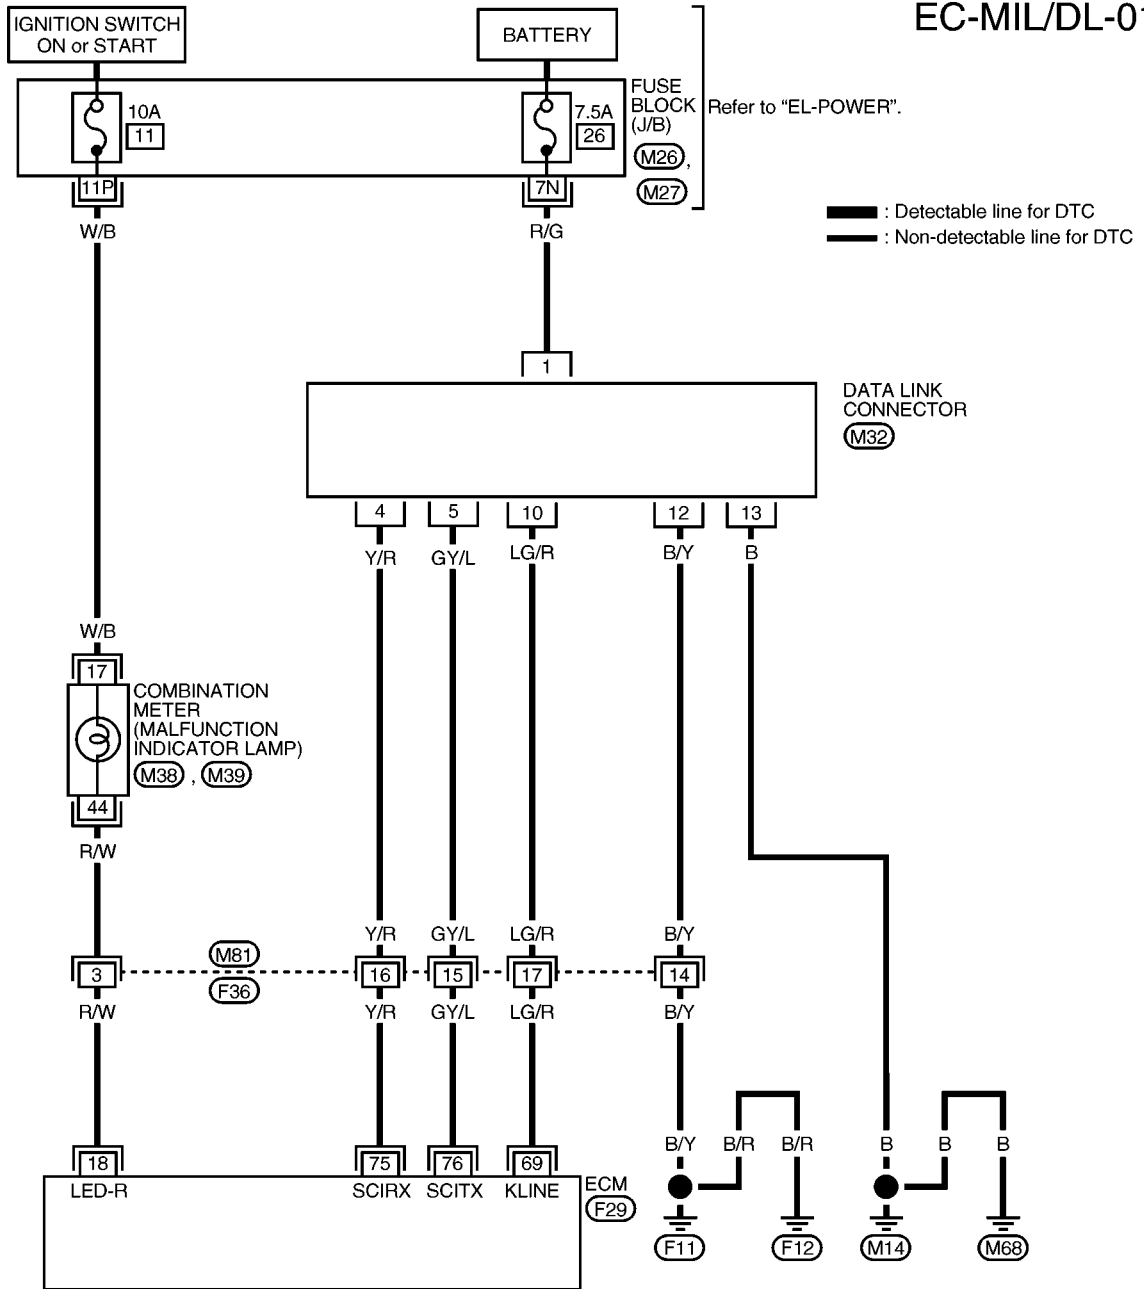 EC-MIL/DL-01
IGNITION SWITCH
ON or START
BATTERY
10A
11
7.5A
26
FUSE
BLOCK
(J/B)
M26 ,
M27
Refer to “EL-POWER”.
11P
7N
W/B
R/G
: Detectable line for DTC
: Non-detectable line for DTC
1
DATA LINK
CONNECTOR
M32
4 5 10 12 13
Y/R GY/L LG/R B/Y B
W/B
17
COMBINATION
METER
(MALFUNCTION
INDICATOR LAMP)
M38 , M39
44
R/W
Y/R GY/L LG/R B/Y
M81
3 16 15 17 14
F36
R/W Y/R GY/L LG/R B/Y
B/Y B/R B/R B B B
18 75 76 69
LED-R SCIRX SCITX KLINE
ECM
F29
F11 F12 M14 M68